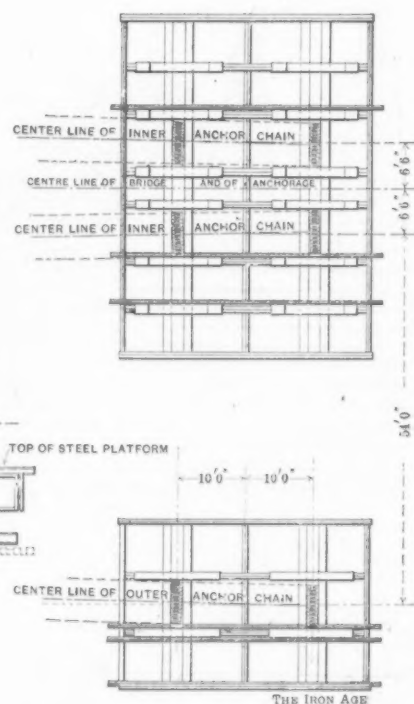 CENTER LINE OF INNER ANCHOR CHAIN
6'6"
CENTRE LINE OF BRIDGE AND OF ANCHORAGE
6'6"
CENTER LINE OF INNER ANCHOR CHAIN
54'0"
TOP OF STEEL PLATFORM
10'0" 10'0"
CENTER LINE OF OUTER ANCHOR CHAIN
THE IRON AGE